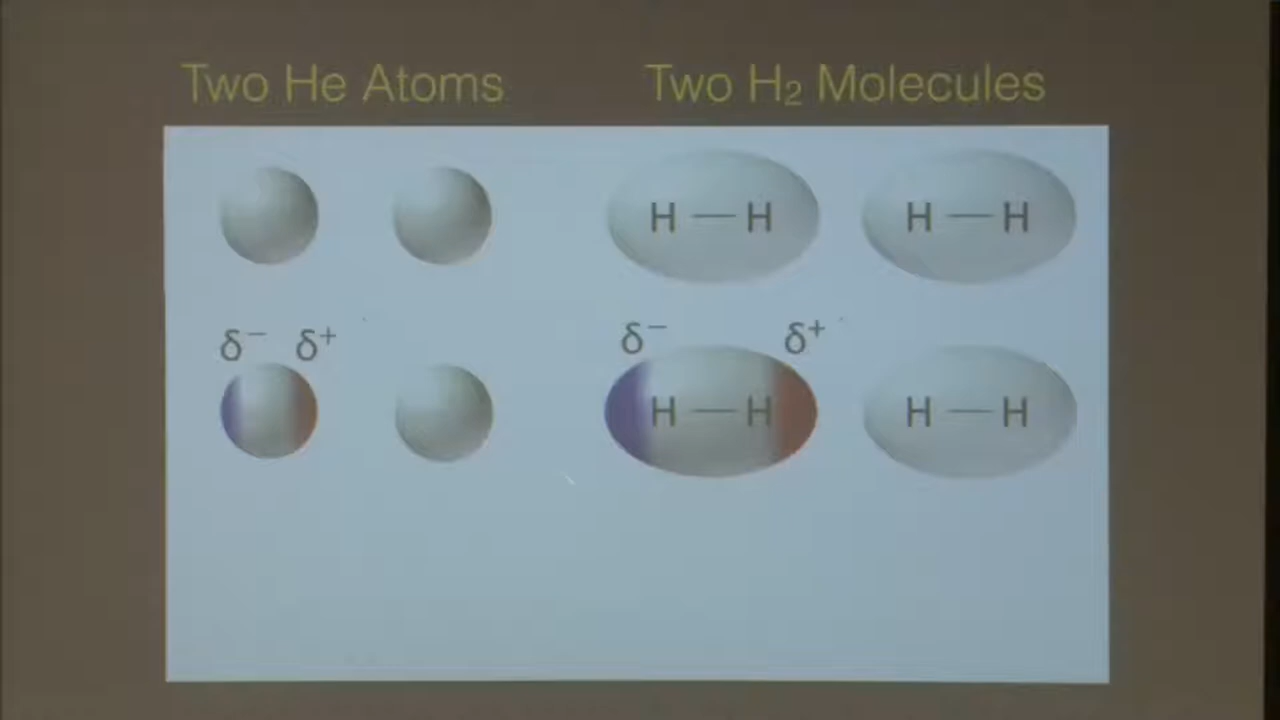 Two He Atoms
Two H₂ Molecules
H — H
H — H
δ⁻ δ⁺
δ⁻ δ⁺
H — H
H — H